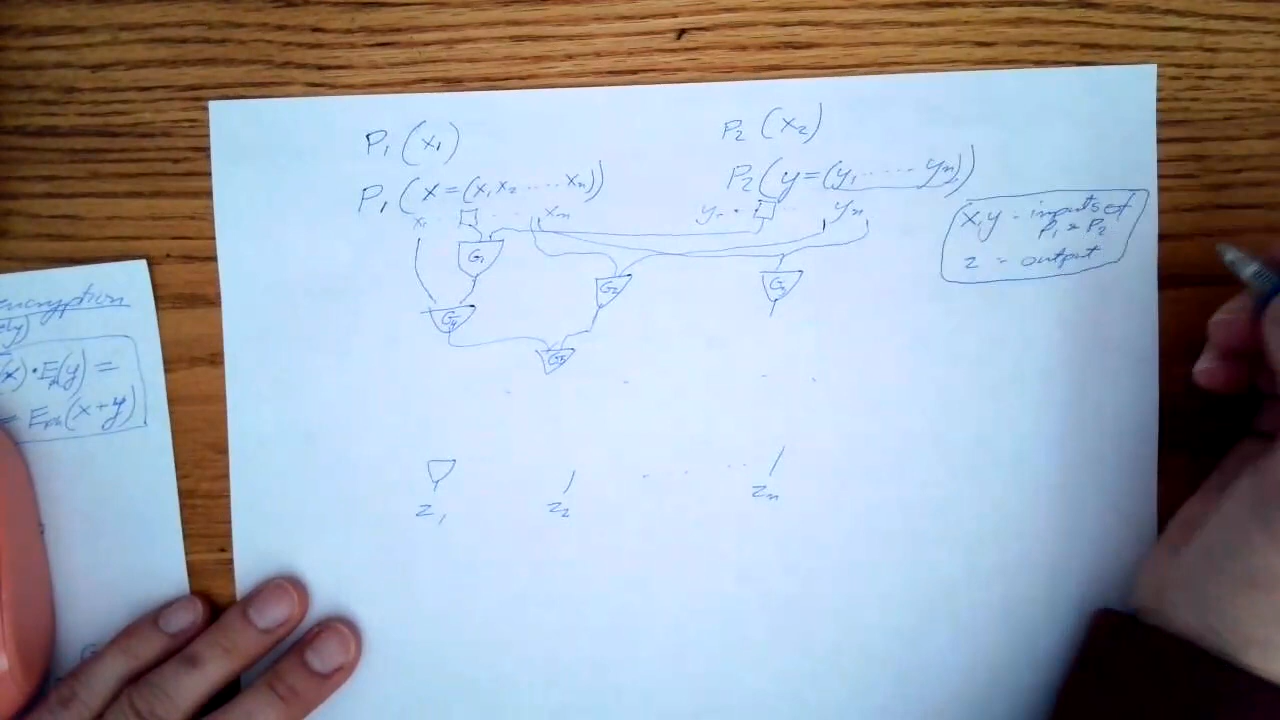 P₁ (x₁)
P₂ (x₂)
P₁ (x = (x₁ x₂ .... xₙ))
P₂ (y = (y₁ ..... yₙ))
x₁ ... xₙ
y₁ ... yₙ
x,y - inputs of
P₁ & P₂
z - output
G₁
G₂
G₃
G₄
G₅
z₁
z₂
zₙ
encryption
(x)·E(y) =
= Epk(x+y)